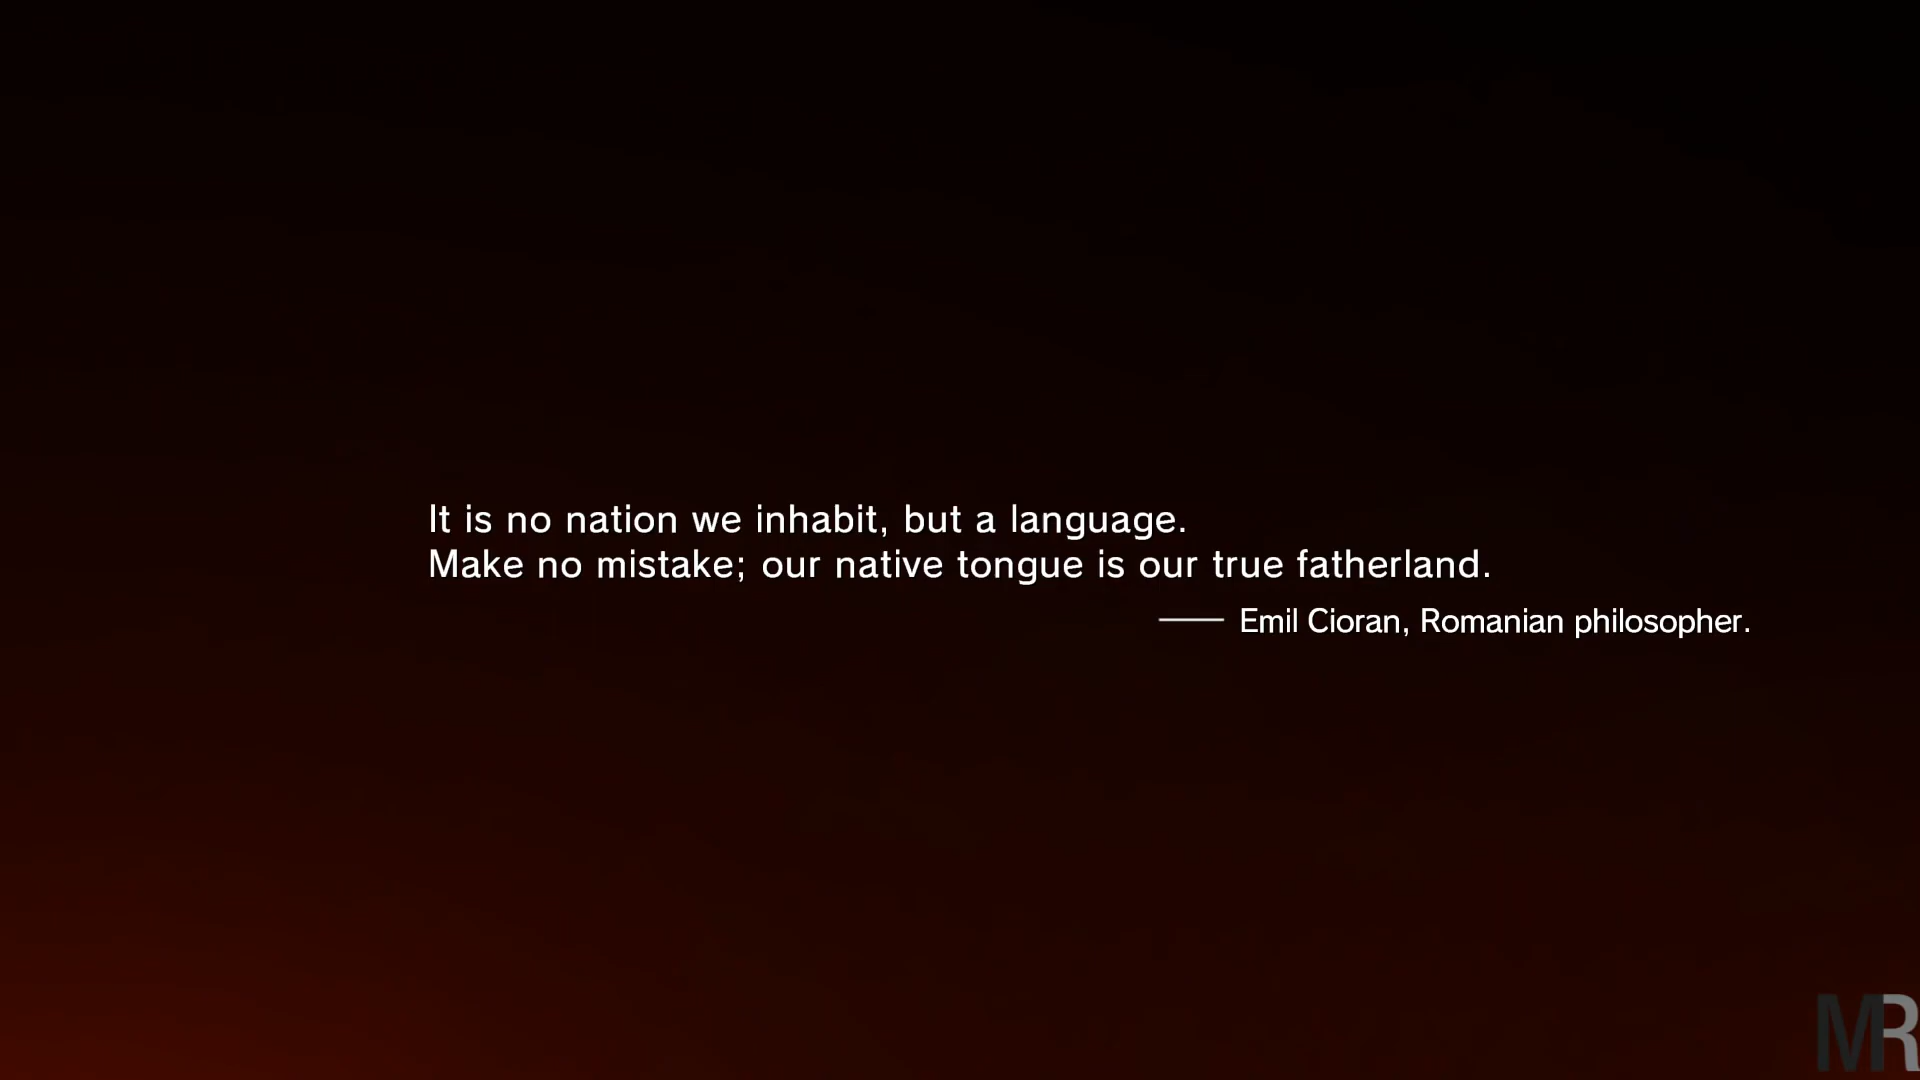 It is no nation we inhabit, but a language.
Make no mistake; our native tongue is our true fatherland.
—— Emil Cioran, Romanian philosopher.
MR